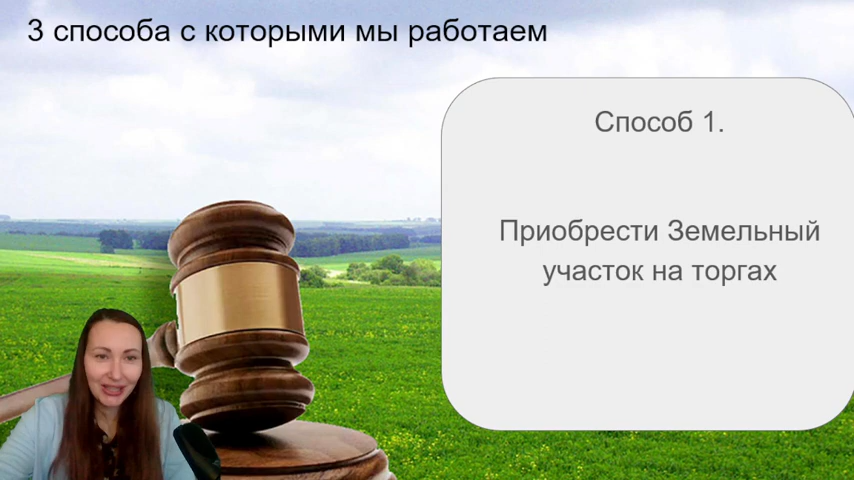 3 способа с которыми мы работаем
Способ 1.
Приобрести Земельный
участок на торгах